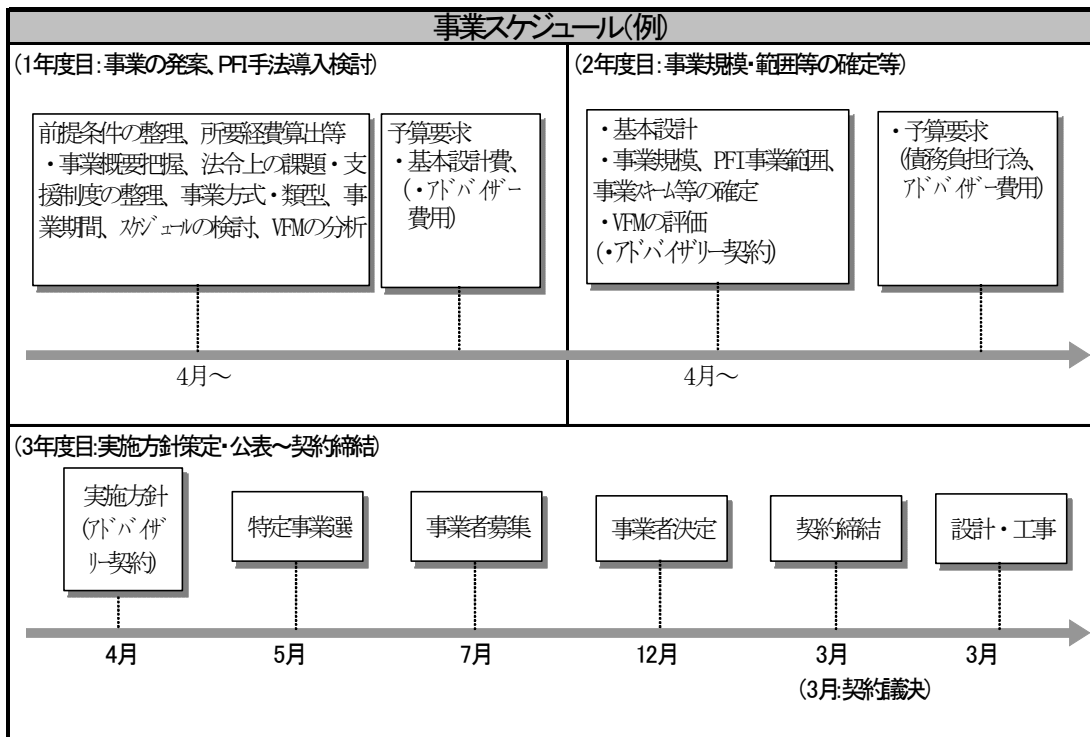 事業スケジュール(例)
(1年度目：事業の発案、PFI手法導入検討)
前提条件の整理、所要経費算出等
・事業概要把握、法令上の課題・支
援制度の整理、事業方式・類型、事
業期間、ｽｹｼﾞｭｰﾙの検討、VFMの分析
予算要求
・基本設計費、
(・ｱﾄﾞﾊﾞｲｻﾞｰ
費用)
4月～
(2年度目：事業規模・範囲等の確定等)
・基本設計
・事業規模、PFI事業範囲、
事業ｽｷｰﾑ等の確定
・VFMの評価
(・ｱﾄﾞﾊﾞｲｻﾞﾘｰ契約)
・予算要求
(債務負担行為、
ｱﾄﾞﾊﾞｲｻﾞｰ費用)
4月～
(3年度目:実施方針策定・公表～契約締結)
実施方針
(ｱﾄﾞﾊﾞｲｻﾞ
ﾘｰ契約)
特定事業選
事業者募集
事業者決定
契約締結
設計・工事
4月
5月
7月
12月
3月
3月
(3月:契約議決)